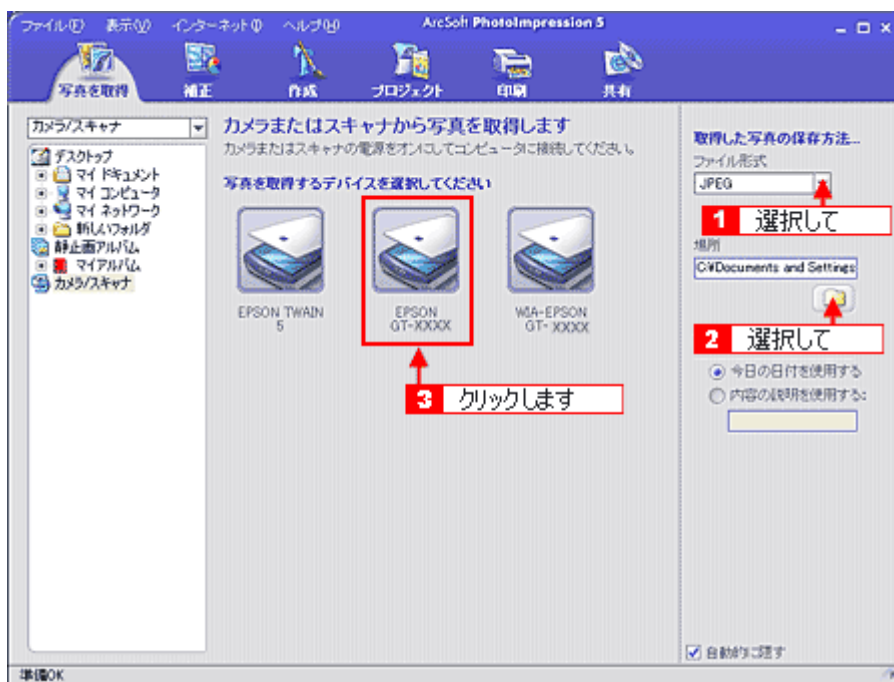 ファイル(F) 表示(V) インターネット(I) ヘルプ(H) ArcSoft PhotoImpression 5
写真を取得 補正 作成 プロジェクト 印刷 共有
カメラ/スキャナ
デスクトップ
マイ ドキュメント
マイ コンピュータ
マイ ネットワーク
新しいフォルダ
静止画アルバム
マイアルバム
カメラ/スキャナ
カメラまたはスキャナから写真を取得します
カメラまたはスキャナの電源をオンにしてコンピュータに接続してください。
写真を取得するデバイスを選択してください
EPSON TWAIN
5
EPSON
GT-XXXX
WIA-EPSON
GT- XXXX
3 クリックします
取得した写真の保存方法...
ファイル形式
JPEG
1 選択して
場所
C:¥Documents and Settings
2 選択して
今日の日付を使用する
内容の説明を使用する:
自動的に隠す
準備OK